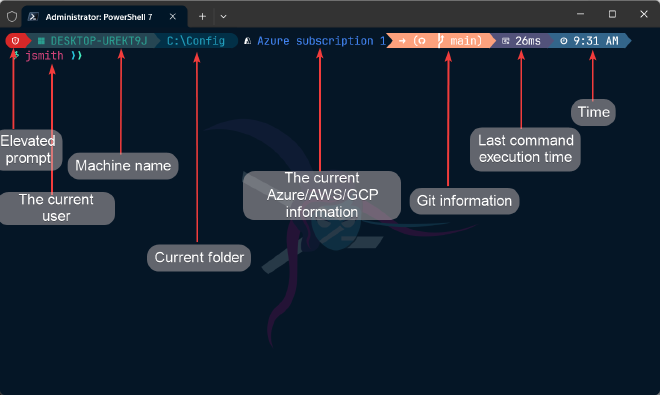 Administrator: PowerShell 7
DESKTOP-UREKT9J C:\Config Azure subscription 1 → ( main) 26ms 9:31 AM
jsmith ⟩⟩
Time
Elevated
prompt
Last command
execution time
Machine name
The current
user
The current
Azure/AWS/GCP
information
Git information
Current folder